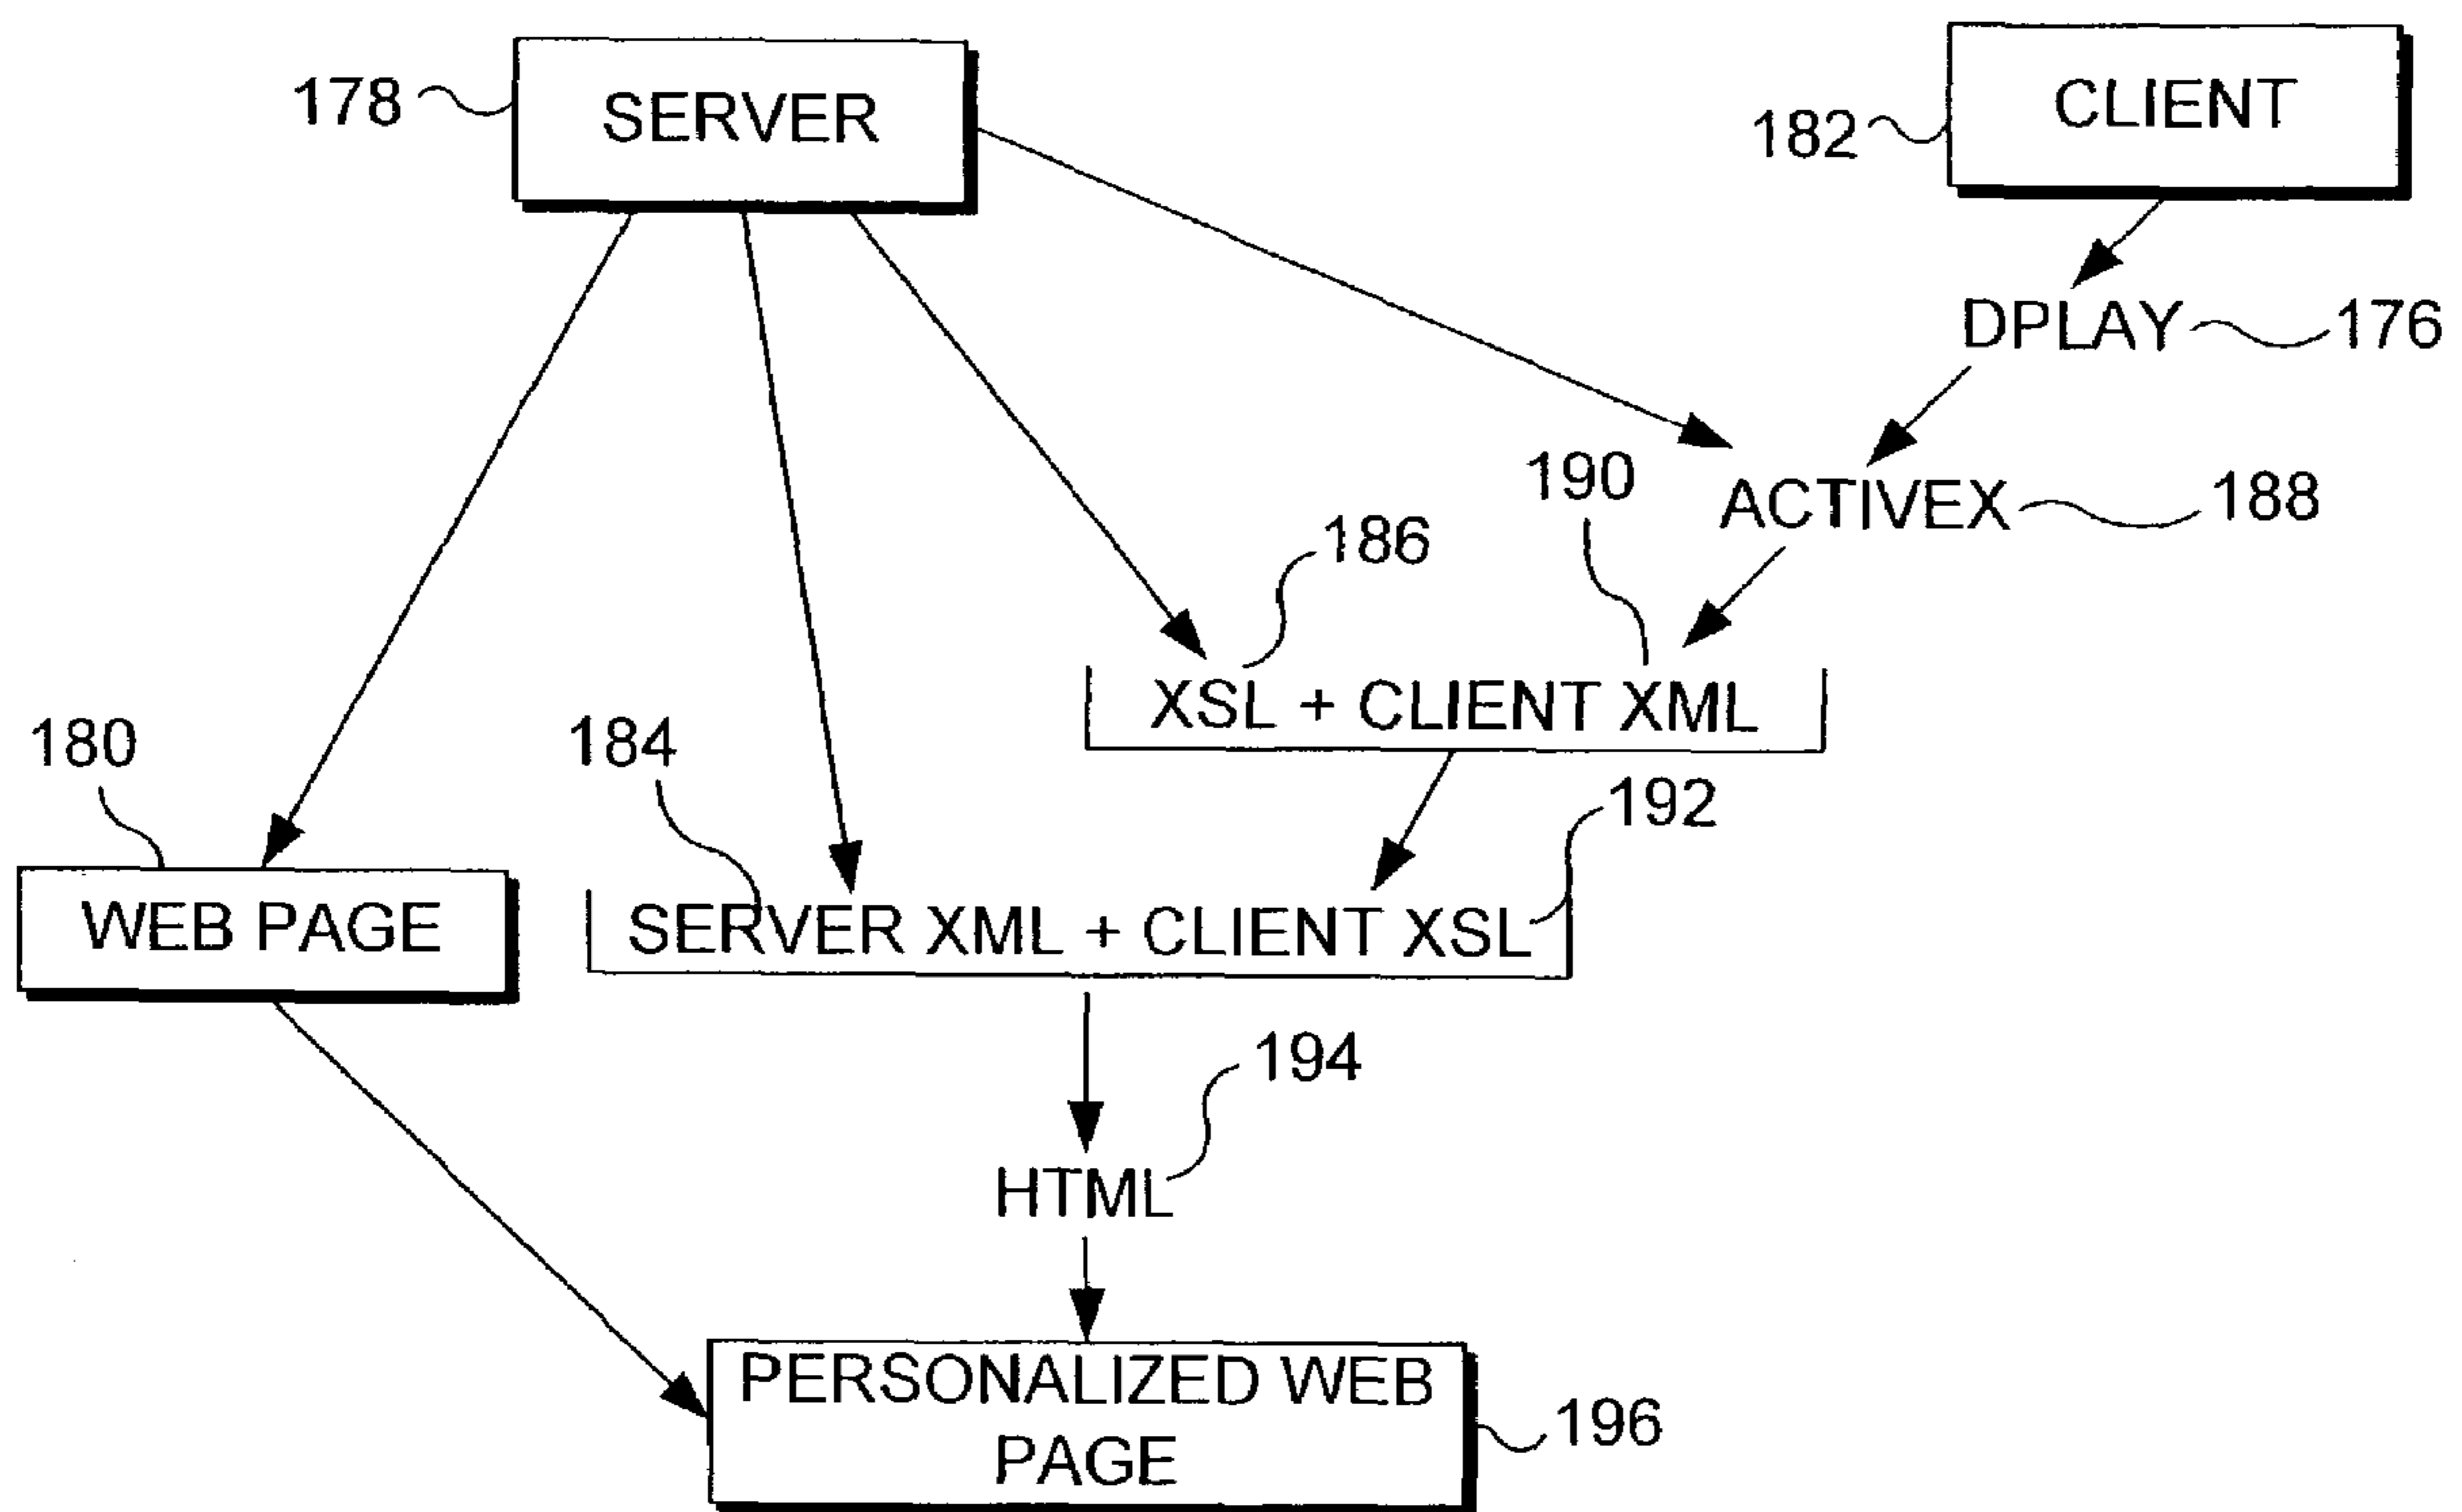 178
SERVER
182
CLIENT
DPLAY
176
190
ACTIVEX
188
186
XSL + CLIENT XML
180
184
192
WEB PAGE
SERVER XML + CLIENT XSL
194
HTML
PERSONALIZED WEB
PAGE
196